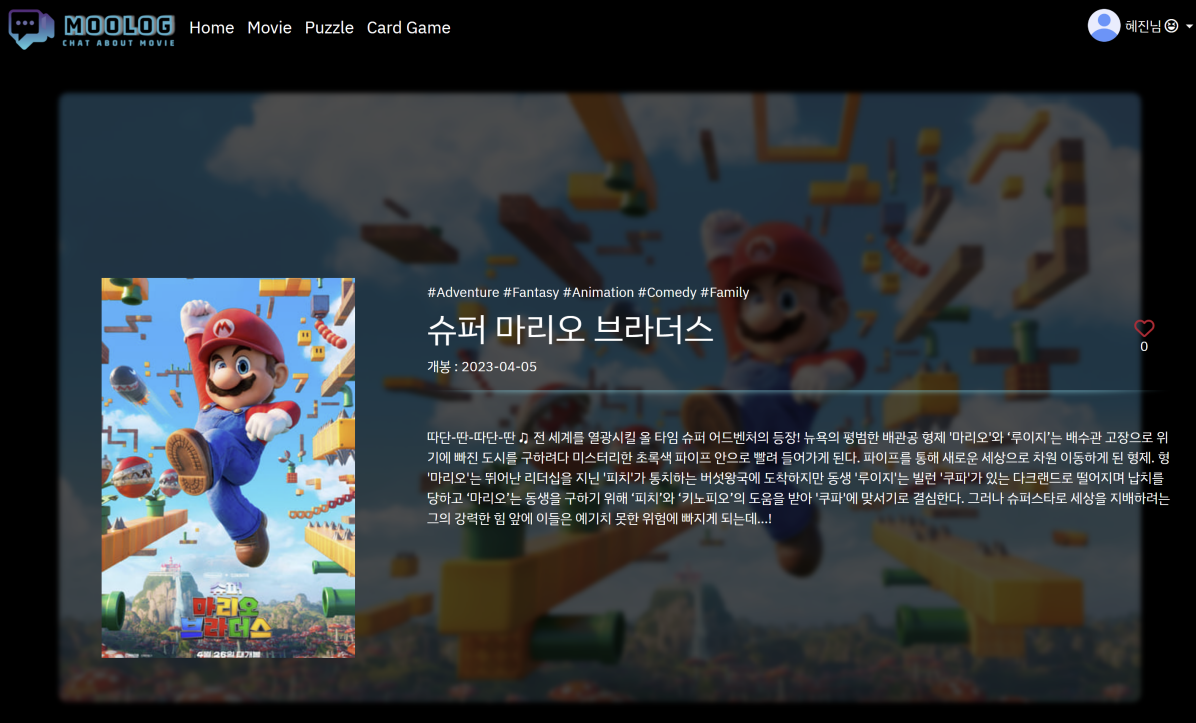 MOOLOG
CHAT ABOUT MOVIE
Home Movie Puzzle Card Game
혜진님
#Adventure #Fantasy #Animation #Comedy #Family
슈퍼 마리오 브라더스
개봉 : 2023-04-05
0
따단-딴-따단-딴 ♫ 전 세계를 열광시킬 올 타임 슈퍼 어드벤처의 등장! 뉴욕의 평범한 배관공 형제 '마리오'와 ‘루이지’는 배수관 고장으로 위
기에 빠진 도시를 구하려다 미스터리한 초록색 파이프 안으로 빨려 들어가게 된다. 파이프를 통해 새로운 세상으로 차원 이동하게 된 형제. 형
'마리오'는 뛰어난 리더십을 지닌 '피치'가 통치하는 버섯왕국에 도착하지만 동생 '루이지'는 빌런 '쿠파'가 있는 다크랜드로 떨어지며 납치를
당하고 ‘마리오’는 동생을 구하기 위해 ‘피치’와 ‘키노피오’의 도움을 받아 '쿠파'에 맞서기로 결심한다. 그러나 슈퍼스타로 세상을 지배하려는
그의 강력한 힘 앞에 이들은 예기치 못한 위험에 빠지게 되는데...!
슈퍼
마리오
브라더스
4월 26일 대개봉